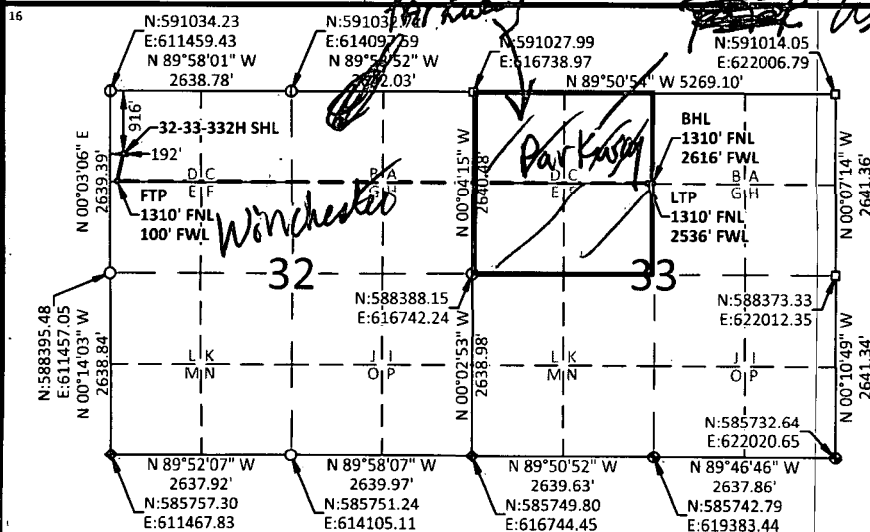 16
N:591034.23
E:611459.43
N 89°58'01" W
2638.78'
E:614097.59
N:591027.99
E:616738.97
N 89°50'54" W 5269.10'
N:591014.05
E:622006.79
916'
32-33-332H SHL
192'
FTP
1310' FNL
100' FWL
N 00°03'06" E
2639.39'
D C
E F
B A
G H
Winchester
N 00°04'15" W
2640.48'
Parkway
D C
E F
BHL
1310' FNL
2616' FWL
LTP
1310' FNL
2536' FWL
B A
G H
N 00°07'14" W
2641.36'
32
33
N:588395.48
E:611457.05
N:588388.15
E:616742.24
N:588373.33
E:622012.35
N 00°14'03" W
2638.84'
L K
M N
J I
O P
N 00°02'53" W
2638.98'
L K
M N
J I
O P
N 00°10'49" W
2641.34'
N:585732.64
E:622020.65
N 89°52'07" W
2637.92'
N:585757.30
E:611467.83
N 89°58'07" W
2639.97'
N:585751.24
E:614105.11
N 89°50'52" W
2639.63'
N:585749.80
E:616744.45
N 89°46'46" W
2637.86'
N:585742.79
E:619383.44